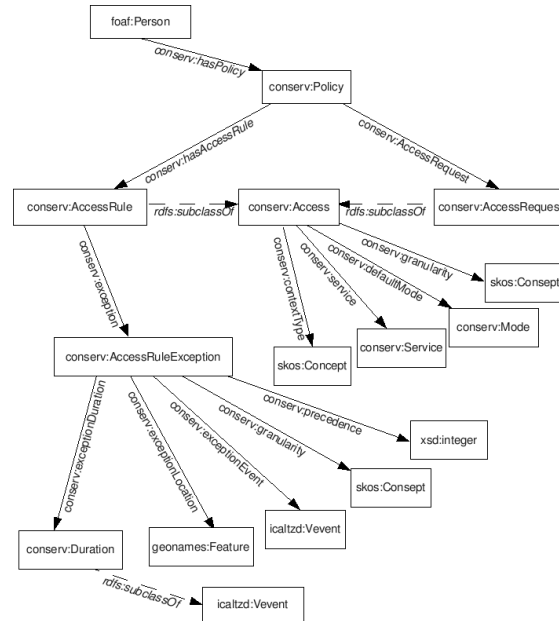 foaf:Person
conserv:hasPolicy
conserv:Policy
conserv:hasAccessRule
conserv:AccessRequest
conserv:AccessRule
rdfs:subclassOf
conserv:Access
rdfs:subclassOf
conserv:AccessRequest
conserv:exception
conserv:contextType
conserv:service
conserv:defaultMode
conserv:granularity
skos:Consept
conserv:Mode
conserv:Service
skos:Concept
conserv:AccessRuleException
conserv:exceptionDuration
conserv:exceptionLocation
conserv:exceptionEvent
conserv:granularity
conserv:precedence
xsd:integer
skos:Consept
icaltzd:Vevent
geonames:Feature
conserv:Duration
rdfs:subclassOf
icaltzd:Vevent